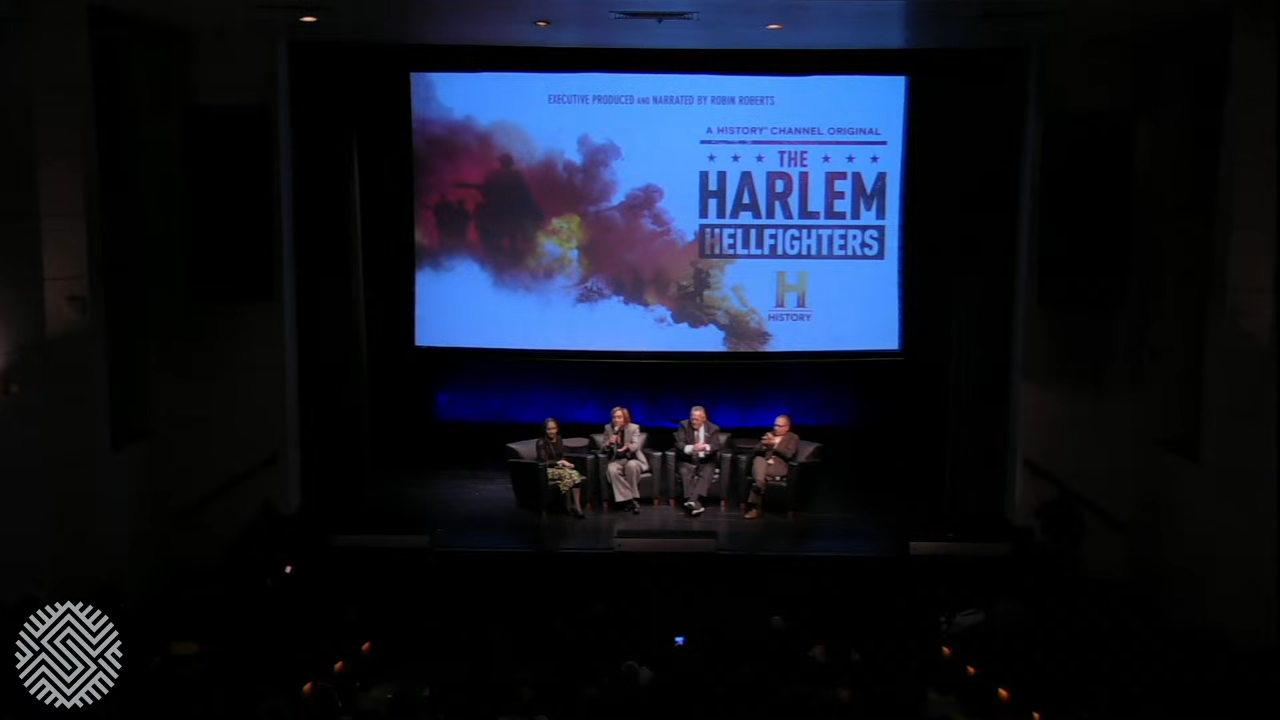 EXECUTIVE PRODUCED AND NARRATED BY ROBIN ROBERTS
A HISTORY CHANNEL ORIGINAL
THE
HARLEM
HELLFIGHTERS
H
HISTORY